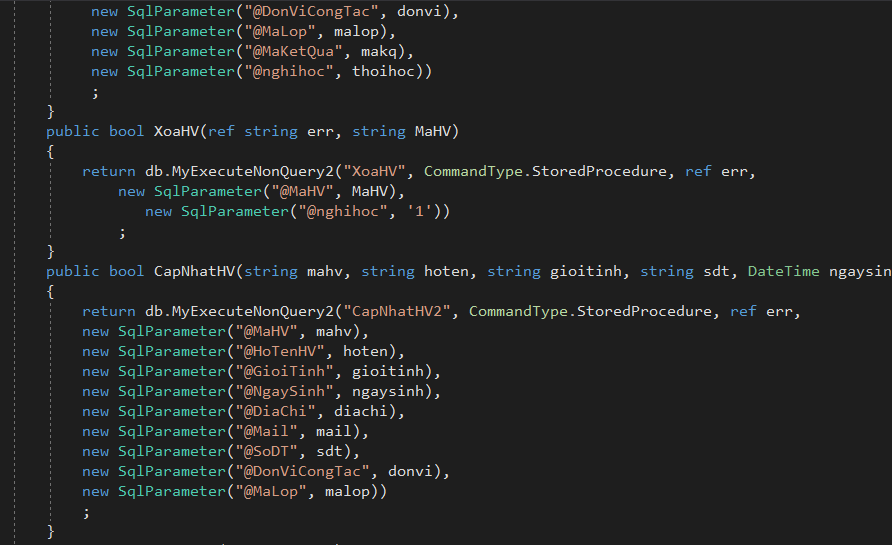 new SqlParameter("@DonViCongTac", donvi),
new SqlParameter("@MaLop", malop),
new SqlParameter("@MaKetQua", makq),
new SqlParameter("@nghihoc", thoihoc))
;
}
public bool XoaHV(ref string err, string MaHV)
{
return db.MyExecuteNonQuery2("XoaHV", CommandType.StoredProcedure, ref err,
new SqlParameter("@MaHV", MaHV),
new SqlParameter("@nghihoc", '1'))
;
}
public bool CapNhatHV(string mahv, string hoten, string gioitinh, string sdt, DateTime ngaysin
{
return db.MyExecuteNonQuery2("CapNhatHV2", CommandType.StoredProcedure, ref err,
new SqlParameter("@MaHV", mahv),
new SqlParameter("@HoTenHV", hoten),
new SqlParameter("@GioiTinh", gioitinh),
new SqlParameter("@NgaySinh", ngaysinh),
new SqlParameter("@DiaChi", diachi),
new SqlParameter("@Mail", mail),
new SqlParameter("@SoDT", sdt),
new SqlParameter("@DonViCongTac", donvi),
new SqlParameter("@MaLop", malop))
;
}